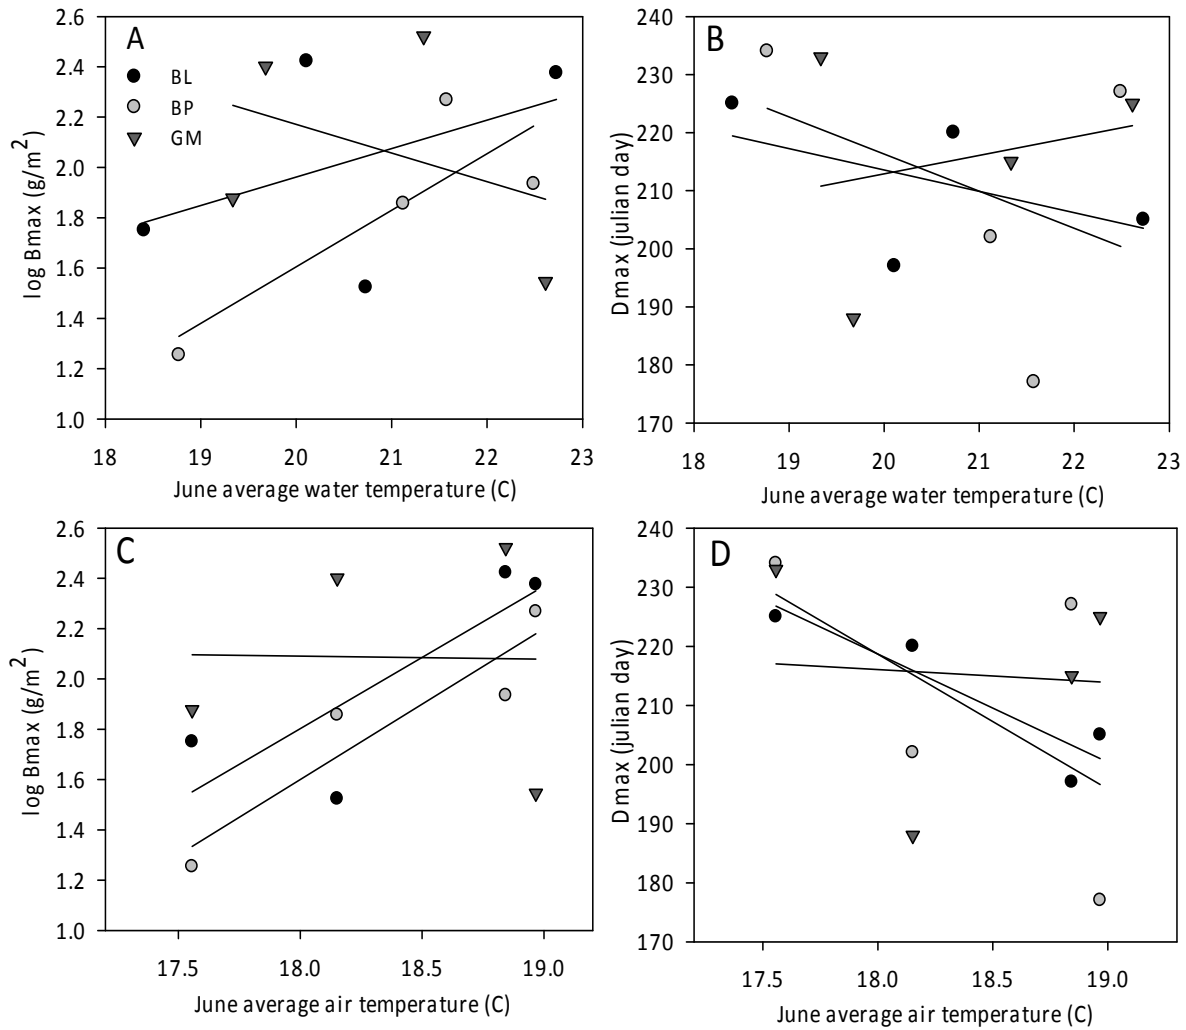 A
BL
BP
GM
2.6
2.4
2.2
2.0
1.8
1.6
1.4
1.2
1.0
log Bmax (g/m2)
18 19 20 21 22 23
June average water temperature (C)
B
240
230
220
210
200
190
180
170
Dmax (julian day)
18 19 20 21 22 23
June average water temperature (C)
C
2.6
2.4
2.2
2.0
1.8
1.6
1.4
1.2
1.0
log Bmax (g/m2)
17.5 18.0 18.5 19.0
June average air temperature (C)
D
240
230
220
210
200
190
180
170
Dmax (julian day)
17.5 18.0 18.5 19.0
June average air temperature (C)